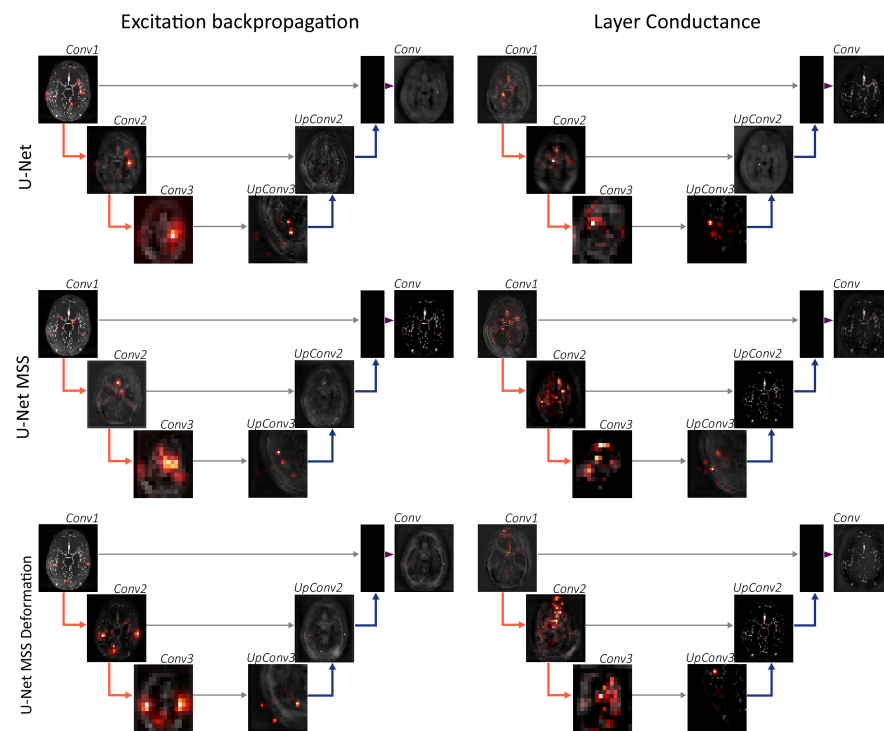 Excitation backpropagation
Layer Conductance
U-Net
Conv1
Conv
Conv2
UpConv2
Conv3
UpConv3
Conv1
Conv
Conv2
UpConv2
Conv3
UpConv3
U-Net MSS
Conv1
Conv
Conv2
UpConv2
Conv3
UpConv3
Conv1
Conv
Conv2
UpConv2
Conv3
UpConv3
U-Net MSS Deformation
Conv1
Conv
Conv2
UpConv2
Conv3
UpConv3
Conv1
Conv
Conv2
UpConv2
Conv3
UpConv3